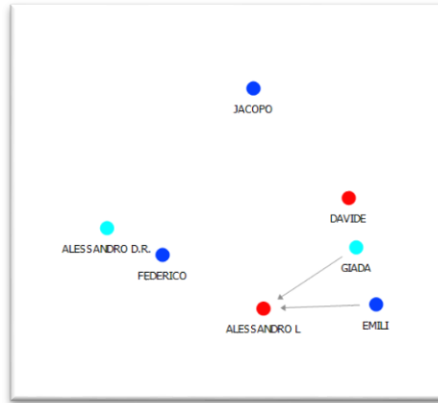 JACOPO
DAVIDE
ALESSANDRO D.R.
GIADA
FEDERICO
ALESSANDRO L
EMILI